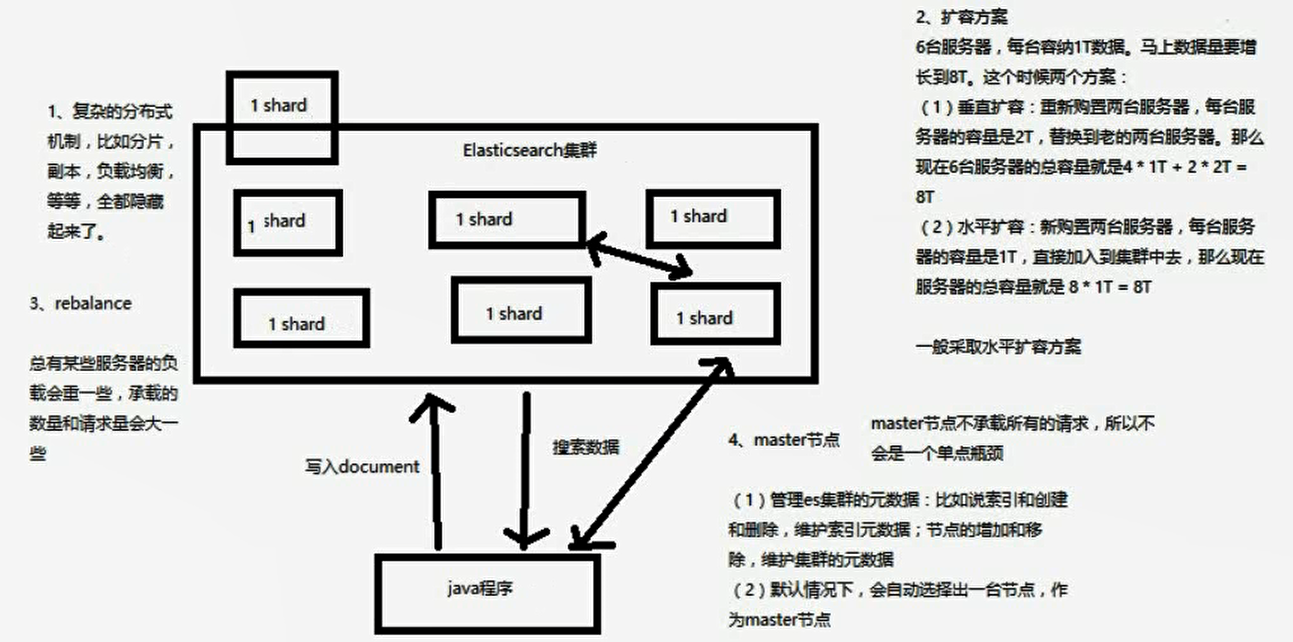 1、复杂的分布式
机制，比如分片，
副本，负载均衡，
等等，全都隐藏
起来了。
3、rebalance
总有某些服务器的负
载会重一些，承载的
数量和请求量会大一
些
1 shard
Elasticsearch集群
1 shard
1 shard
1 shard
1 shard
1 shard
1 shard
写入document
搜索数据
java程序
2、扩容方案
6台服务器，每台容纳1T数据。马上数据量要增
长到8T。这个时候两个方案：
（1）垂直扩容：重新购置两台服务器，每台服
务器的容量是2T，替换到老的两台服务器。那么
现在6台服务器的总容量就是4 * 1T + 2 * 2T =
8T
（2）水平扩容：新购置两台服务器，每台服务
器的容量是1T，直接加入到集群中去，那么现在
服务器的总容量就是 8 * 1T = 8T
一般采取水平扩容方案
4、master节点
master节点不承载所有的请求，所以不
会是一个单点瓶颈
（1）管理es集群的元数据：比如说索引和创建
和删除，维护索引元数据；节点的增加和移
除，维护集群的元数据
（2）默认情况下，会自动选择出一台节点，作
为master节点